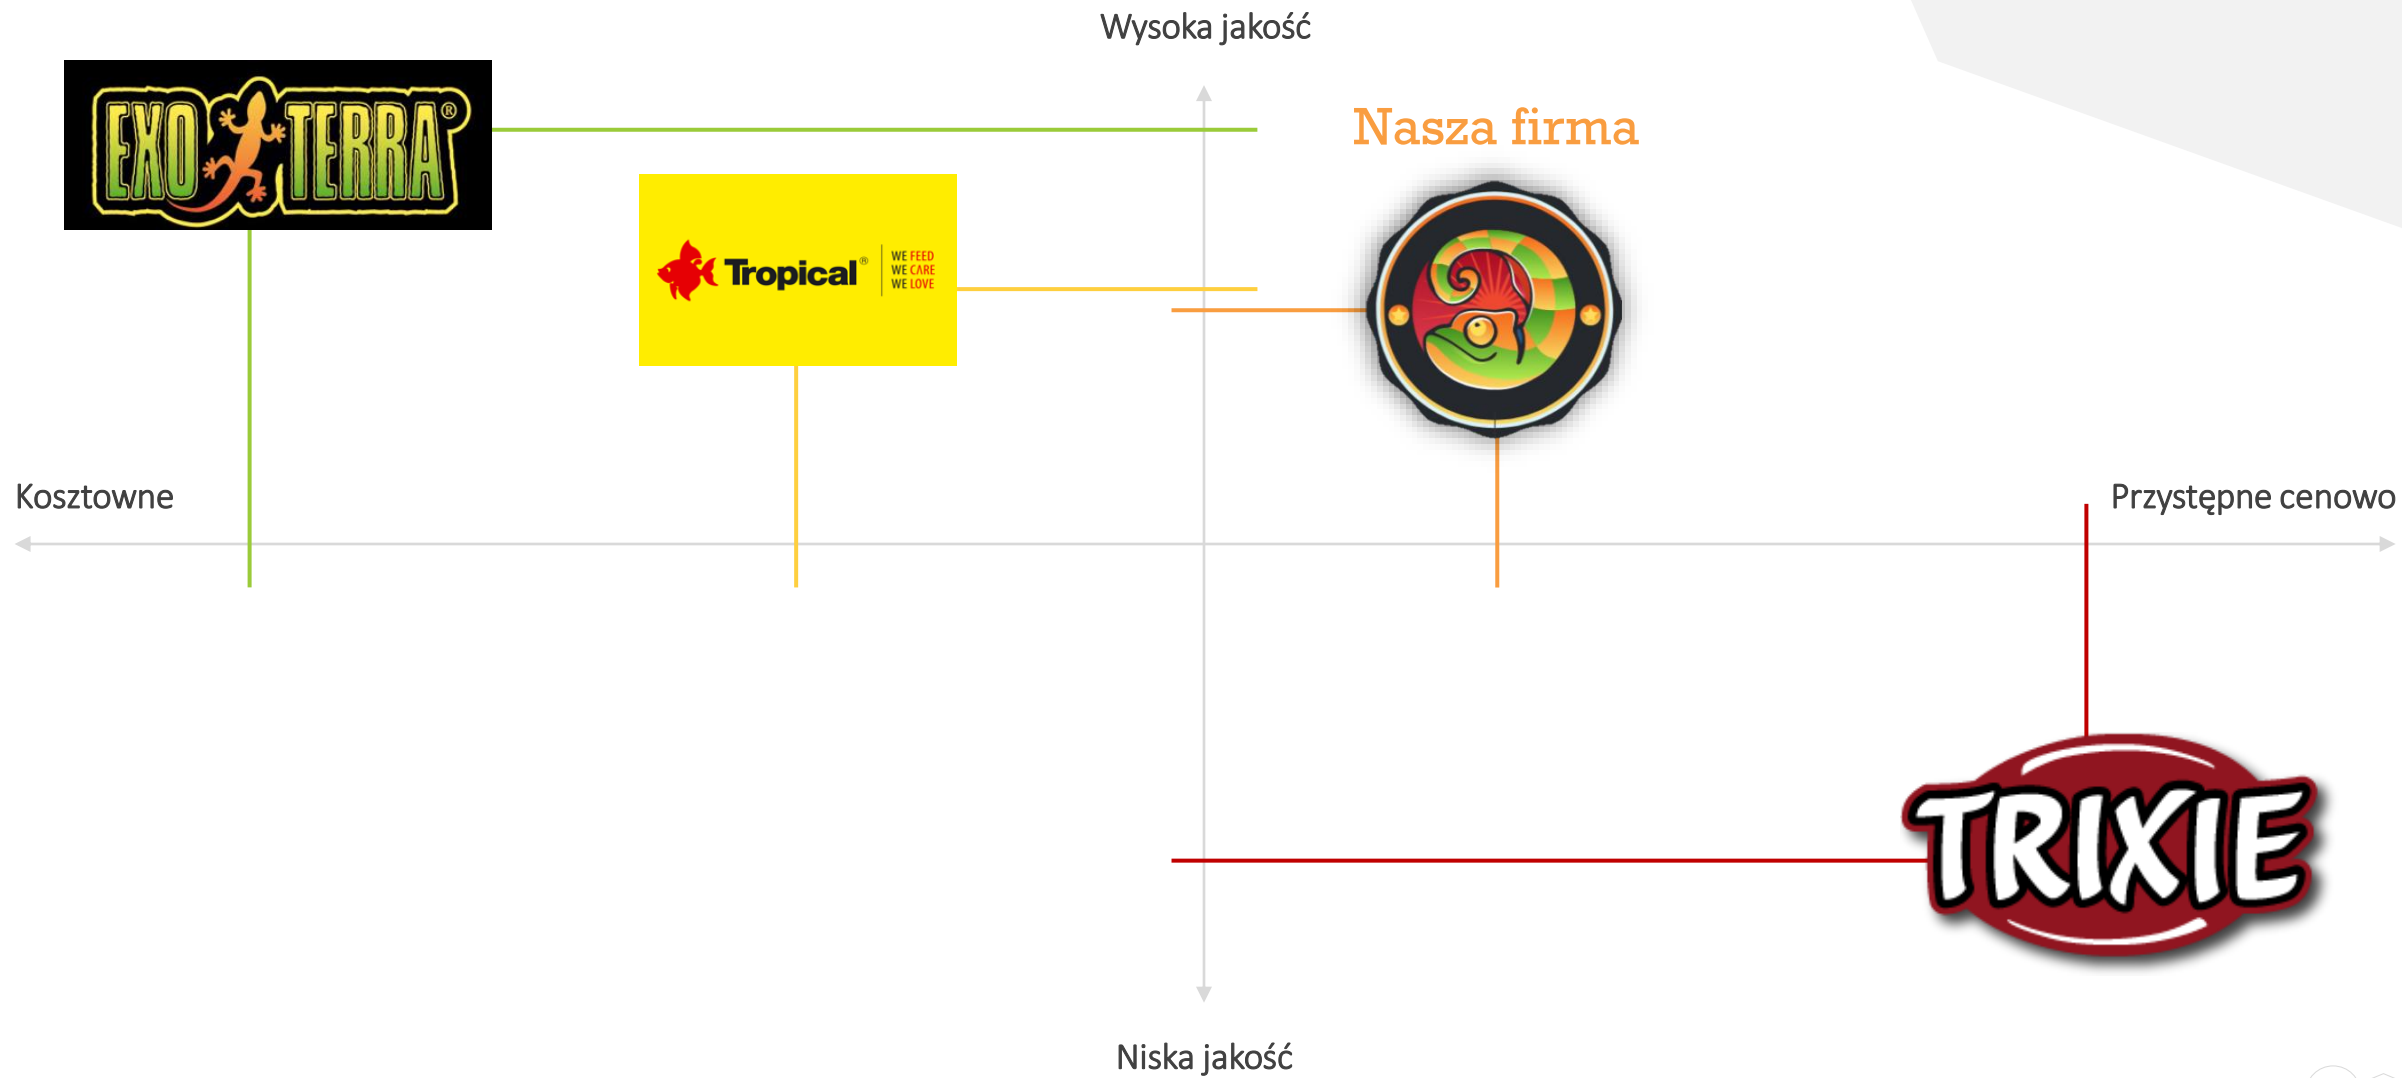 Wysoka jakość
EXO TERRA®
Nasza firma
Tropical®
WE FEED
WE CARE
WE LOVE
Kosztowne
Przystępne cenowo
TRIXIE
Niska jakość